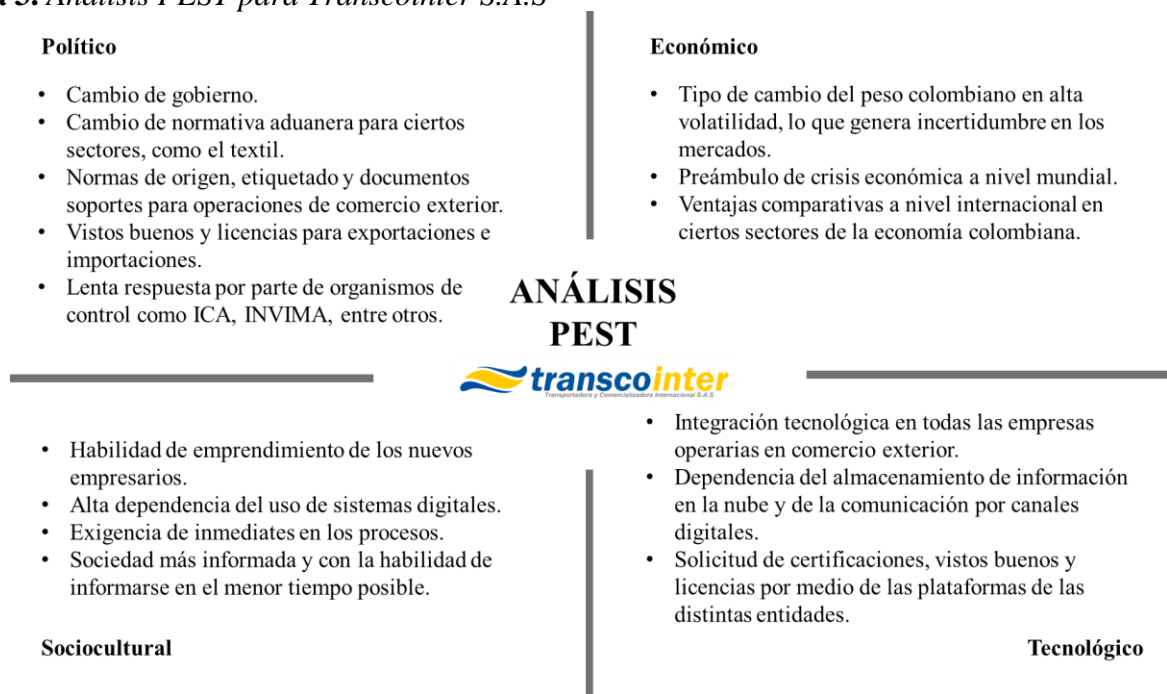 a 3. Análisis PEST para Transcointer S.A.S
Político
• Cambio de gobierno.
• Cambio de normativa aduanera para ciertos
sectores, como el textil.
• Normas de origen, etiquetado y documentos
soportes para operaciones de comercio exterior.
• Vistos buenos y licencias para exportaciones e
importaciones.
• Lenta respuesta por parte de organismos de
control como ICA, INVIMA, entre otros.
Económico
• Tipo de cambio del peso colombiano en alta
volatilidad, lo que genera incertidumbre en los
mercados.
• Preámbulo de crisis económica a nivel mundial.
• Ventajas comparativas a nivel internacional en
ciertos sectores de la economía colombiana.
ANÁLISIS
PEST
transcointer
Transportadora y Comercializadora Internacional S.A.S
• Habilidad de emprendimiento de los nuevos
empresarios.
• Alta dependencia del uso de sistemas digitales.
• Exigencia de inmediates en los procesos.
• Sociedad más informada y con la habilidad de
informarse en el menor tiempo posible.
Sociocultural
• Integración tecnológica en todas las empresas
operarias en comercio exterior.
• Dependencia del almacenamiento de información
en la nube y de la comunicación por canales
digitales.
• Solicitud de certificaciones, vistos buenos y
licencias por medio de las plataformas de las
distintas entidades.
Tecnológico